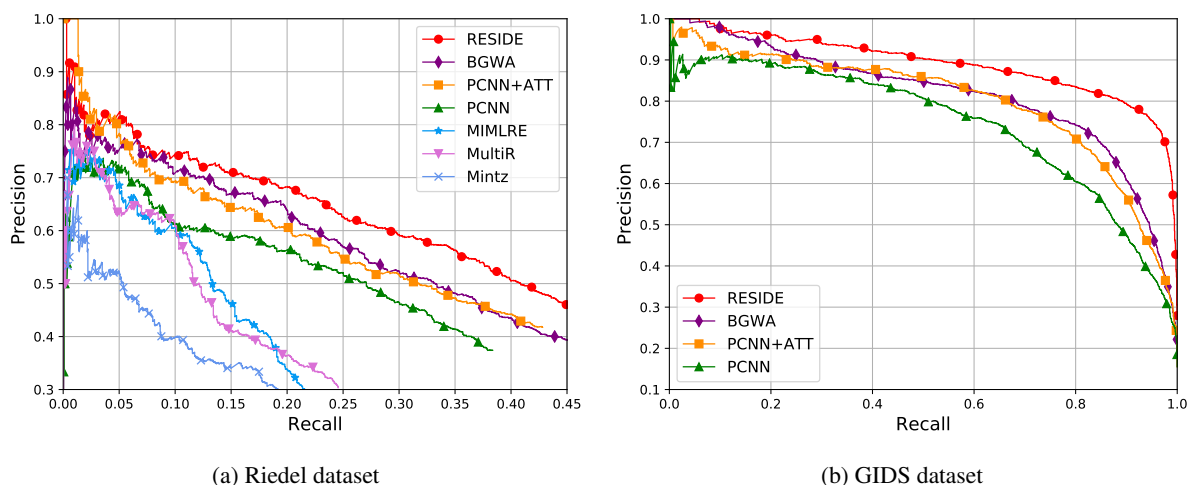 1.0
0.9
0.8
0.7
0.6
0.5
0.4
0.3
Precision
0.00 0.05 0.10 0.15 0.20 0.25 0.30 0.35 0.40 0.45
Recall
RESIDE
BGWA
PCNN+ATT
PCNN
MIMLRE
MultiR
Mintz
(a) Riedel dataset
1.0
0.9
0.8
0.7
0.6
0.5
0.4
0.3
0.2
0.1
Precision
0.0 0.2 0.4 0.6 0.8 1.0
Recall
RESIDE
BGWA
PCNN+ATT
PCNN
(b) GIDS dataset